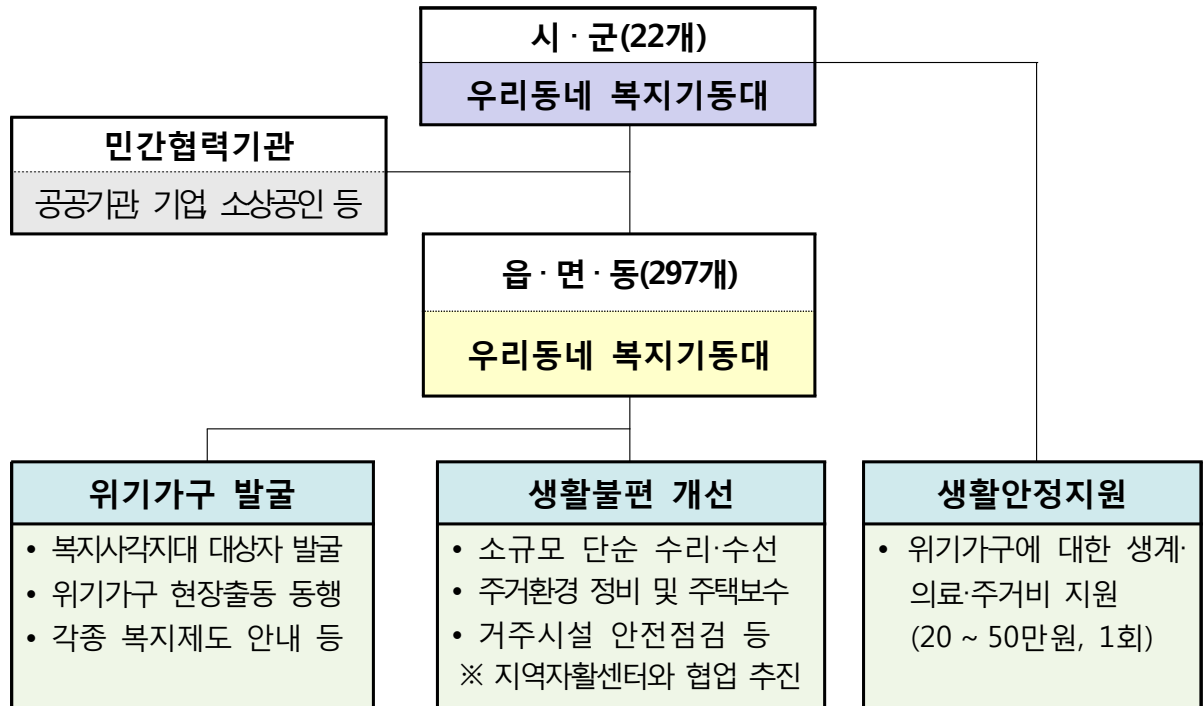 시 · 군(22개)
우리동네 복지기동대
민간협력기관
공공기관, 기업, 소상공인 등
읍 · 면 · 동(297개)
우리동네 복지기동대
위기가구 발굴
• 복지사각지대 대상자 발굴
• 위기가구 현장출동 동행
• 각종 복지제도 안내 등
생활불편 개선
• 소규모 단순 수리·수선
• 주거환경 정비 및 주택보수
• 거주시설 안전점검 등
※ 지역자활센터와 협업 추진
생활안정지원
• 위기가구에 대한 생계·
의료·주거비 지원
(20 ~ 50만원, 1회)